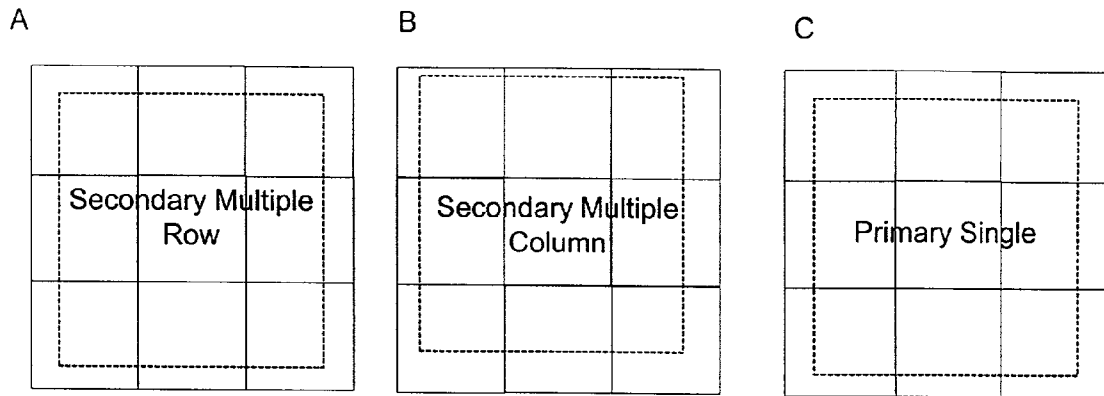 A
B
C
Secondary Multiple
Row
Secondary Multiple
Column
Primary Single